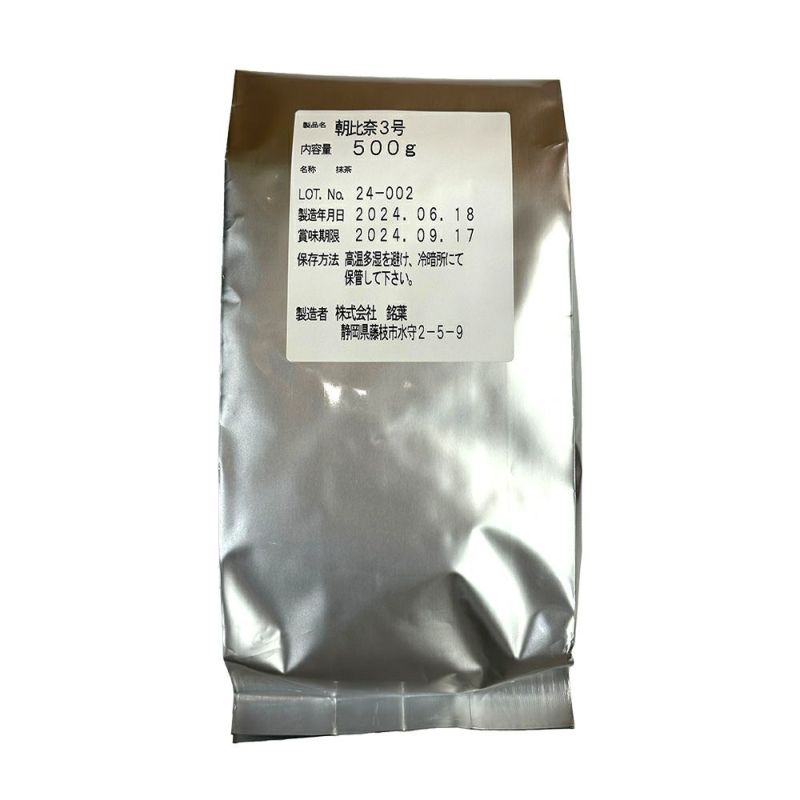 製品名 朝比奈3号
内容量 500g
名称 抹茶
LOT. No. 24-002
製造年月日 2024.06.18
賞味期限 2024.09.17
保存方法 高温多湿を避け、冷暗所にて
保管して下さい。
製造者 株式会社 銘葉
静岡県藤枝市水守2-5-9